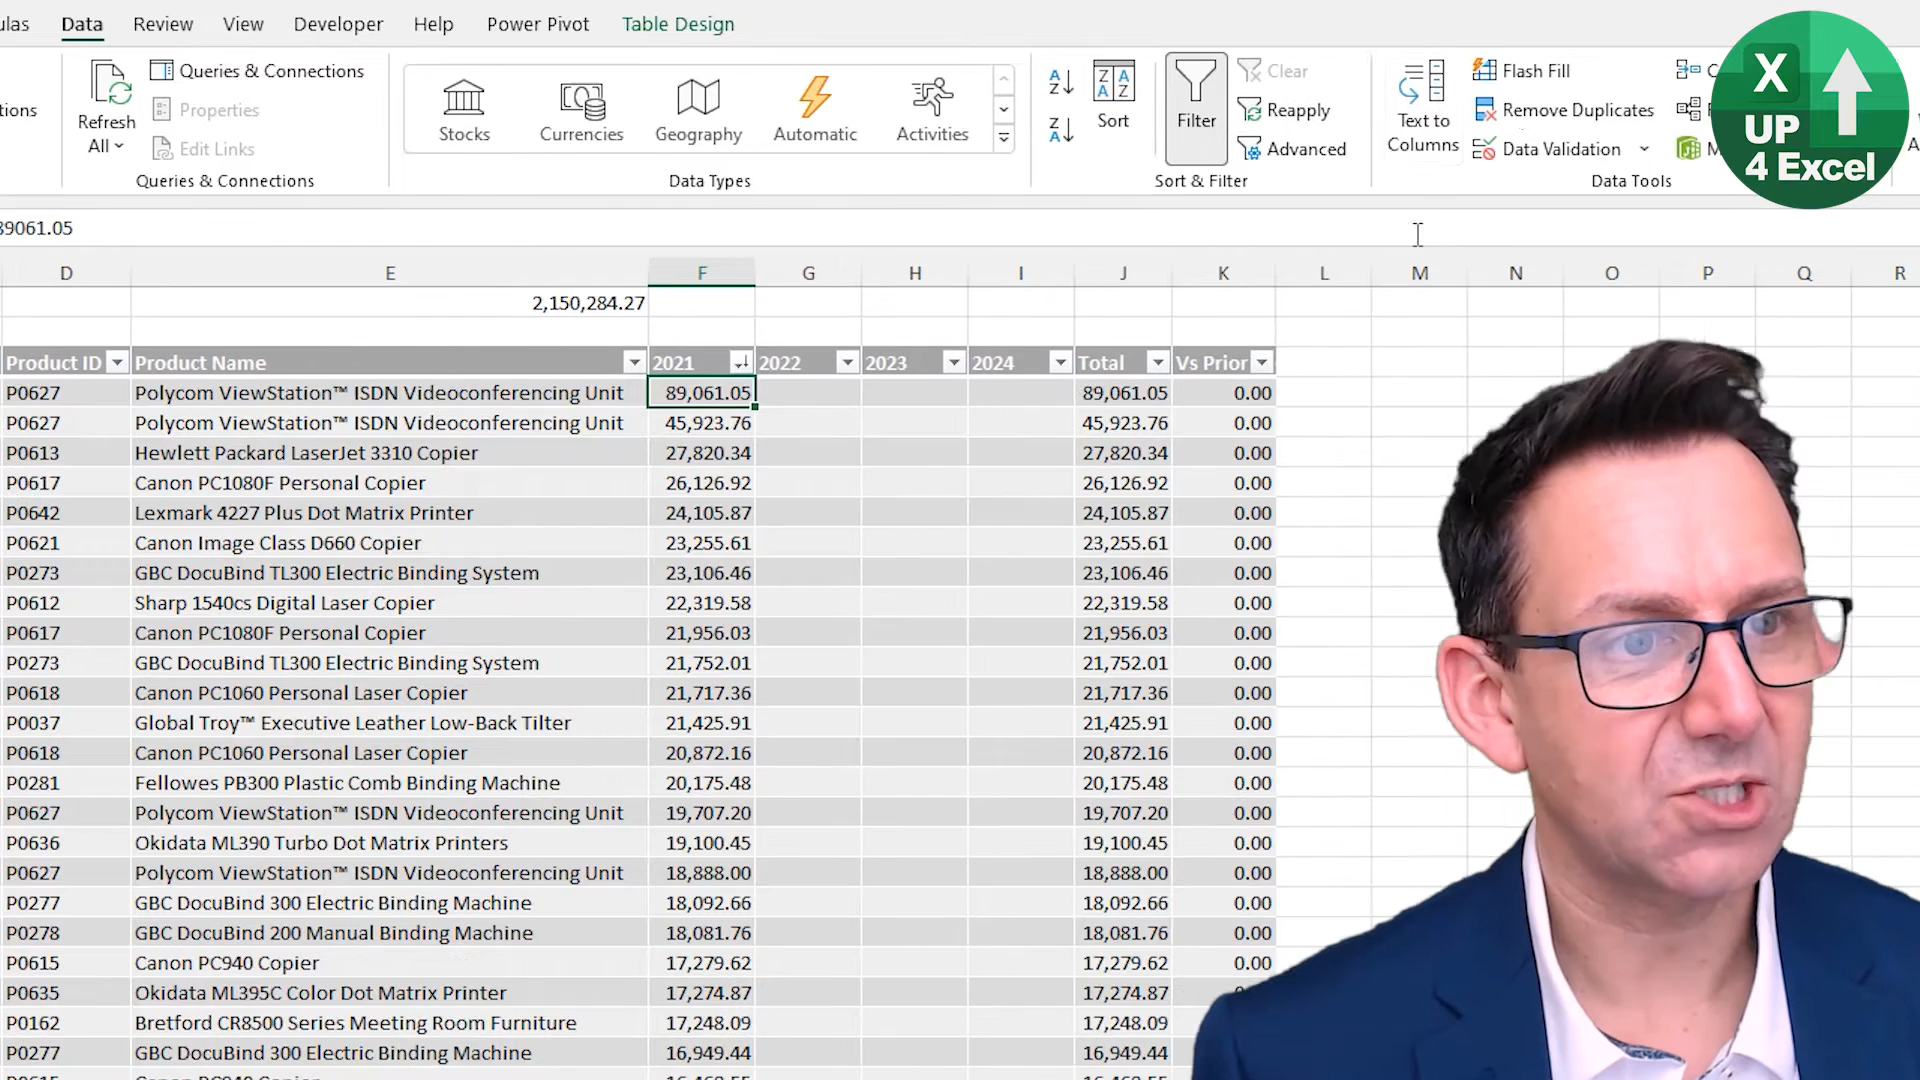 ulas Data Review View Developer Help Power Pivot Table Design
tions
Refresh All
Queries & Connections
Properties
Edit Links
Queries & Connections
Stocks Currencies Geography Automatic Activities
Data Types
Sort
Filter
Clear
Reapply
Advanced
Sort & Filter
Text to Columns
Flash Fill
Remove Duplicates
Data Validation
Data Tools
X
UP
4 Excel
89061.05
D E F G H I J K L M N O P Q R
2,150,284.27
Product ID Product Name 2021 2022 2023 2024 Total Vs Prior
P0627 Polycom ViewStation™ ISDN Videoconferencing Unit 89,061.05 89,061.05 0.00
P0627 Polycom ViewStation™ ISDN Videoconferencing Unit 45,923.76 45,923.76 0.00
P0613 Hewlett Packard LaserJet 3310 Copier 27,820.34 27,820.34 0.00
P0617 Canon PC1080F Personal Copier 26,126.92 26,126.92 0.00
P0642 Lexmark 4227 Plus Dot Matrix Printer 24,105.87 24,105.87 0.00
P0621 Canon Image Class D660 Copier 23,255.61 23,255.61 0.00
P0273 GBC DocuBind TL300 Electric Binding System 23,106.46 23,106.46 0.00
P0612 Sharp 1540cs Digital Laser Copier 22,319.58 22,319.58 0.00
P0617 Canon PC1080F Personal Copier 21,956.03 21,956.03 0.00
P0273 GBC DocuBind TL300 Electric Binding System 21,752.01 21,752.01 0.00
P0618 Canon PC1060 Personal Laser Copier 21,717.36 21,717.36 0.00
P0037 Global Troy™ Executive Leather Low-Back Tilter 21,425.91 21,425.91 0.00
P0618 Canon PC1060 Personal Laser Copier 20,872.16 20,872.16 0.00
P0281 Fellowes PB300 Plastic Comb Binding Machine 20,175.48 20,175.48 0.00
P0627 Polycom ViewStation™ ISDN Videoconferencing Unit 19,707.20 19,707.20 0.00
P0636 Okidata ML390 Turbo Dot Matrix Printers 19,100.45 19,100.45 0.00
P0627 Polycom ViewStation™ ISDN Videoconferencing Unit 18,888.00 18,888.00 0.00
P0277 GBC DocuBind 300 Electric Binding Machine 18,092.66 18,092.66 0.00
P0278 GBC DocuBind 200 Manual Binding Machine 18,081.76 18,081.76 0.00
P0615 Canon PC940 Copier 17,279.62 17,279.62 0.00
P0635 Okidata ML395C Color Dot Matrix Printer 17,274.87 17,274.87
P0162 Bretford CR8500 Series Meeting Room Furniture 17,248.09 17,248.09
P0277 GBC DocuBind 300 Electric Binding Machine 16,949.44 16,949.44